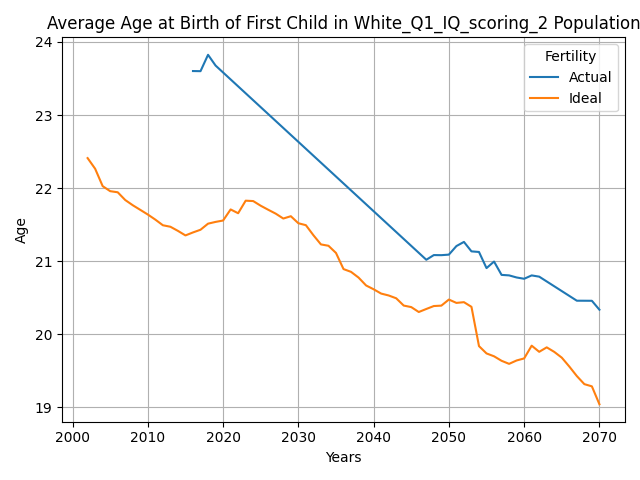 Average Age at Birth of First Child in White_Q1_IQ_scoring_2 Population
24
23
22
21
20
19
Age
Fertility
Actual
Ideal
2000 2010 2020 2030 2040 2050 2060 2070
Years